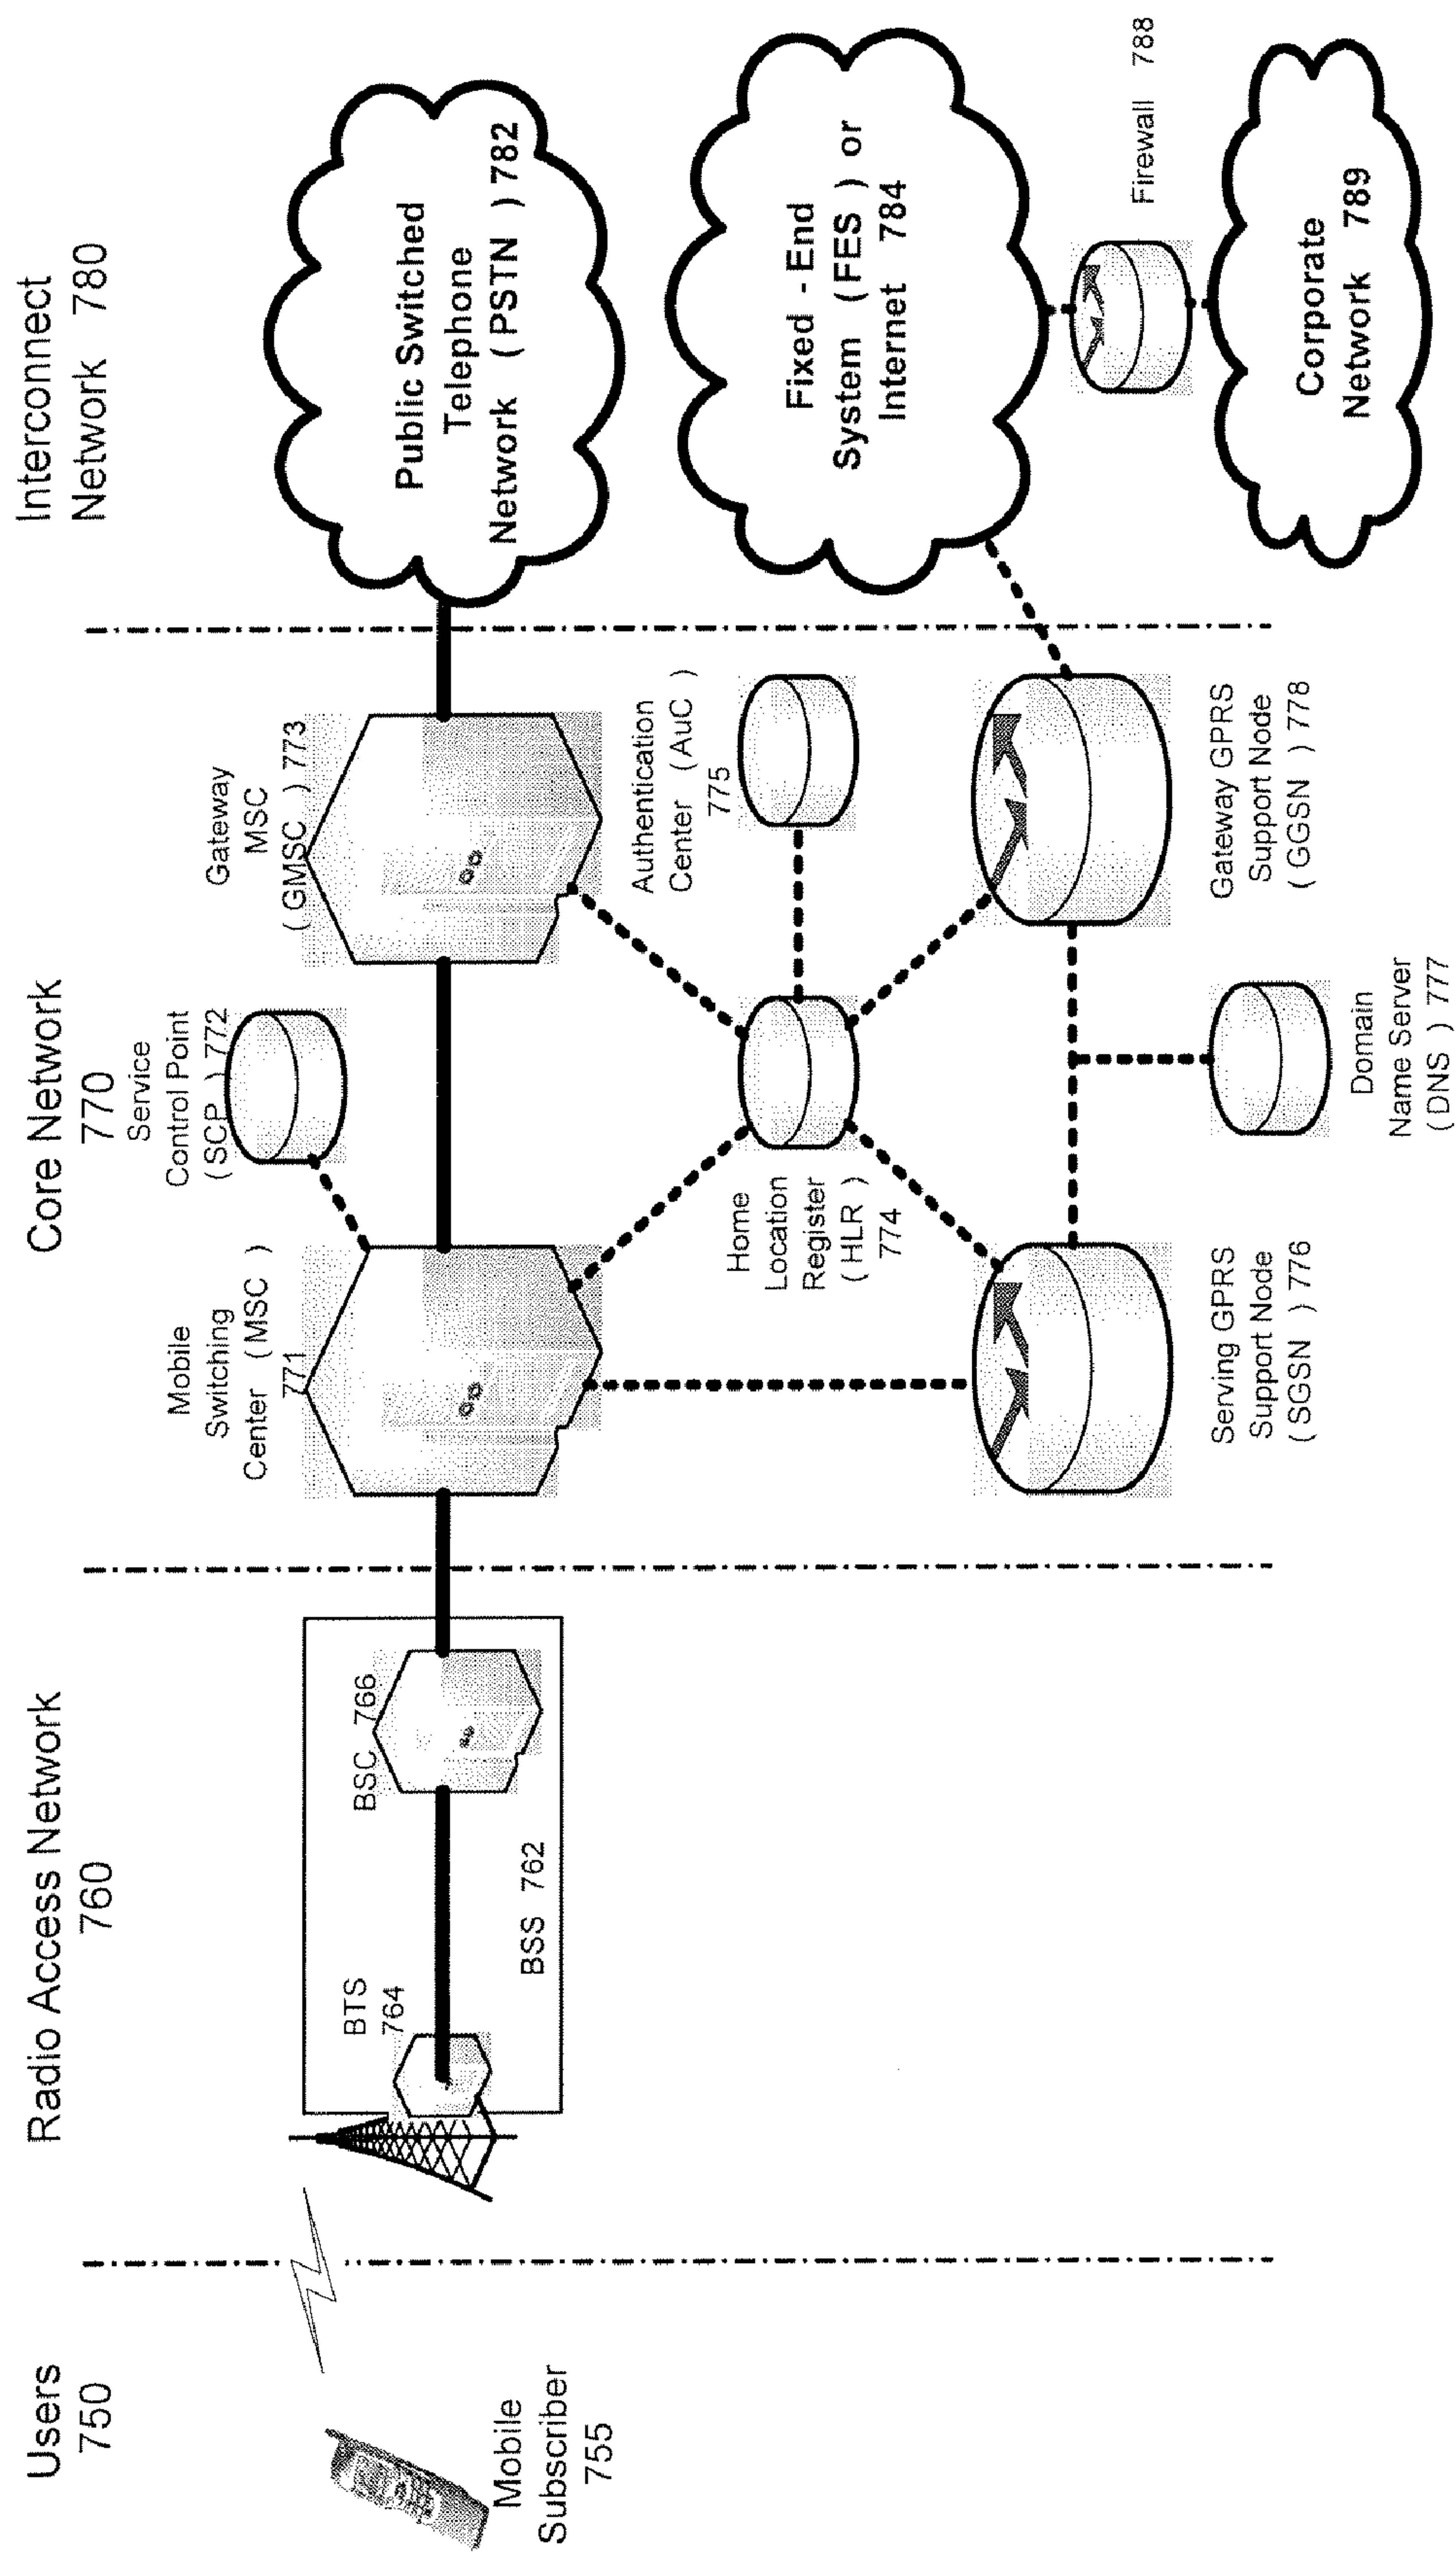 Users
750
Radio Access Network
760
Core Network
770
Interconnect
Network 780
Mobile
Subscriber
755
BTS
764
BSC 766
BSS 762
Mobile
Switching
Center (MSC )
771
Service
Control Point
( SCP ) 772
Gateway
MSC
( GMSC ) 773
Home
Location
Register
( HLR )
774
Authentication
Center ( AuC )
775
Serving GPRS
Support Node
( SGSN ) 776
Domain
Name Server
( DNS ) 777
Gateway GPRS
Support Node
( GGSN ) 778
Public Switched
Telephone
Network ( PSTN ) 782
Fixed - End
System (FES ) or
Internet 784
Firewall 788
Corporate
Network 789